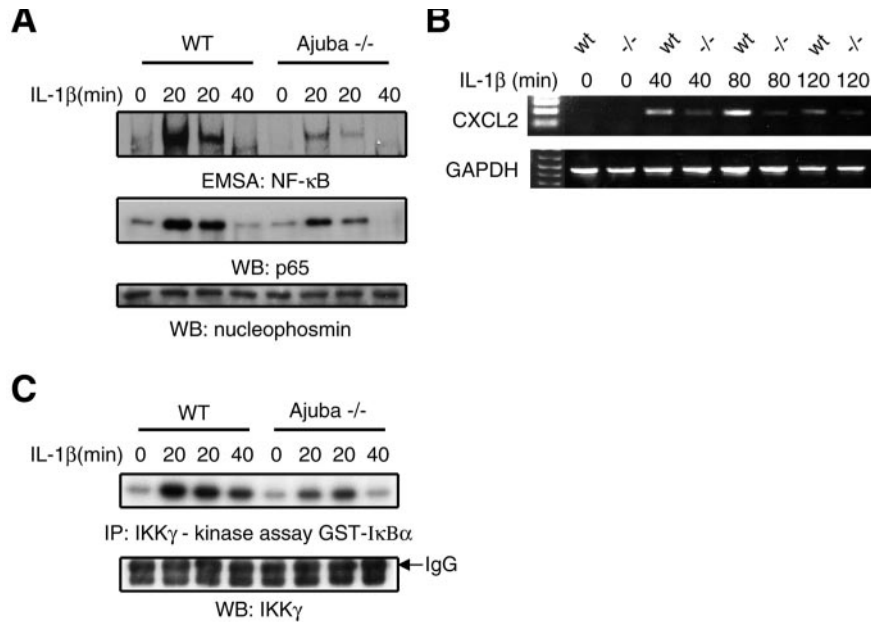 A
WT Ajuba -/-
IL-1β(min) 0 20 20 40 0 20 20 40
EMSA: NF-κB
WB: p65
WB: nucleophosmin
B
wt -/- wt -/- wt -/- wt -/-
IL-1β (min) 0 0 40 40 80 80 120 120
CXCL2
GAPDH
C
WT Ajuba -/-
IL-1β(min) 0 20 20 40 0 20 20 40
IP: IKKγ - kinase assay GST-IκBα
IgG
WB: IKKγ